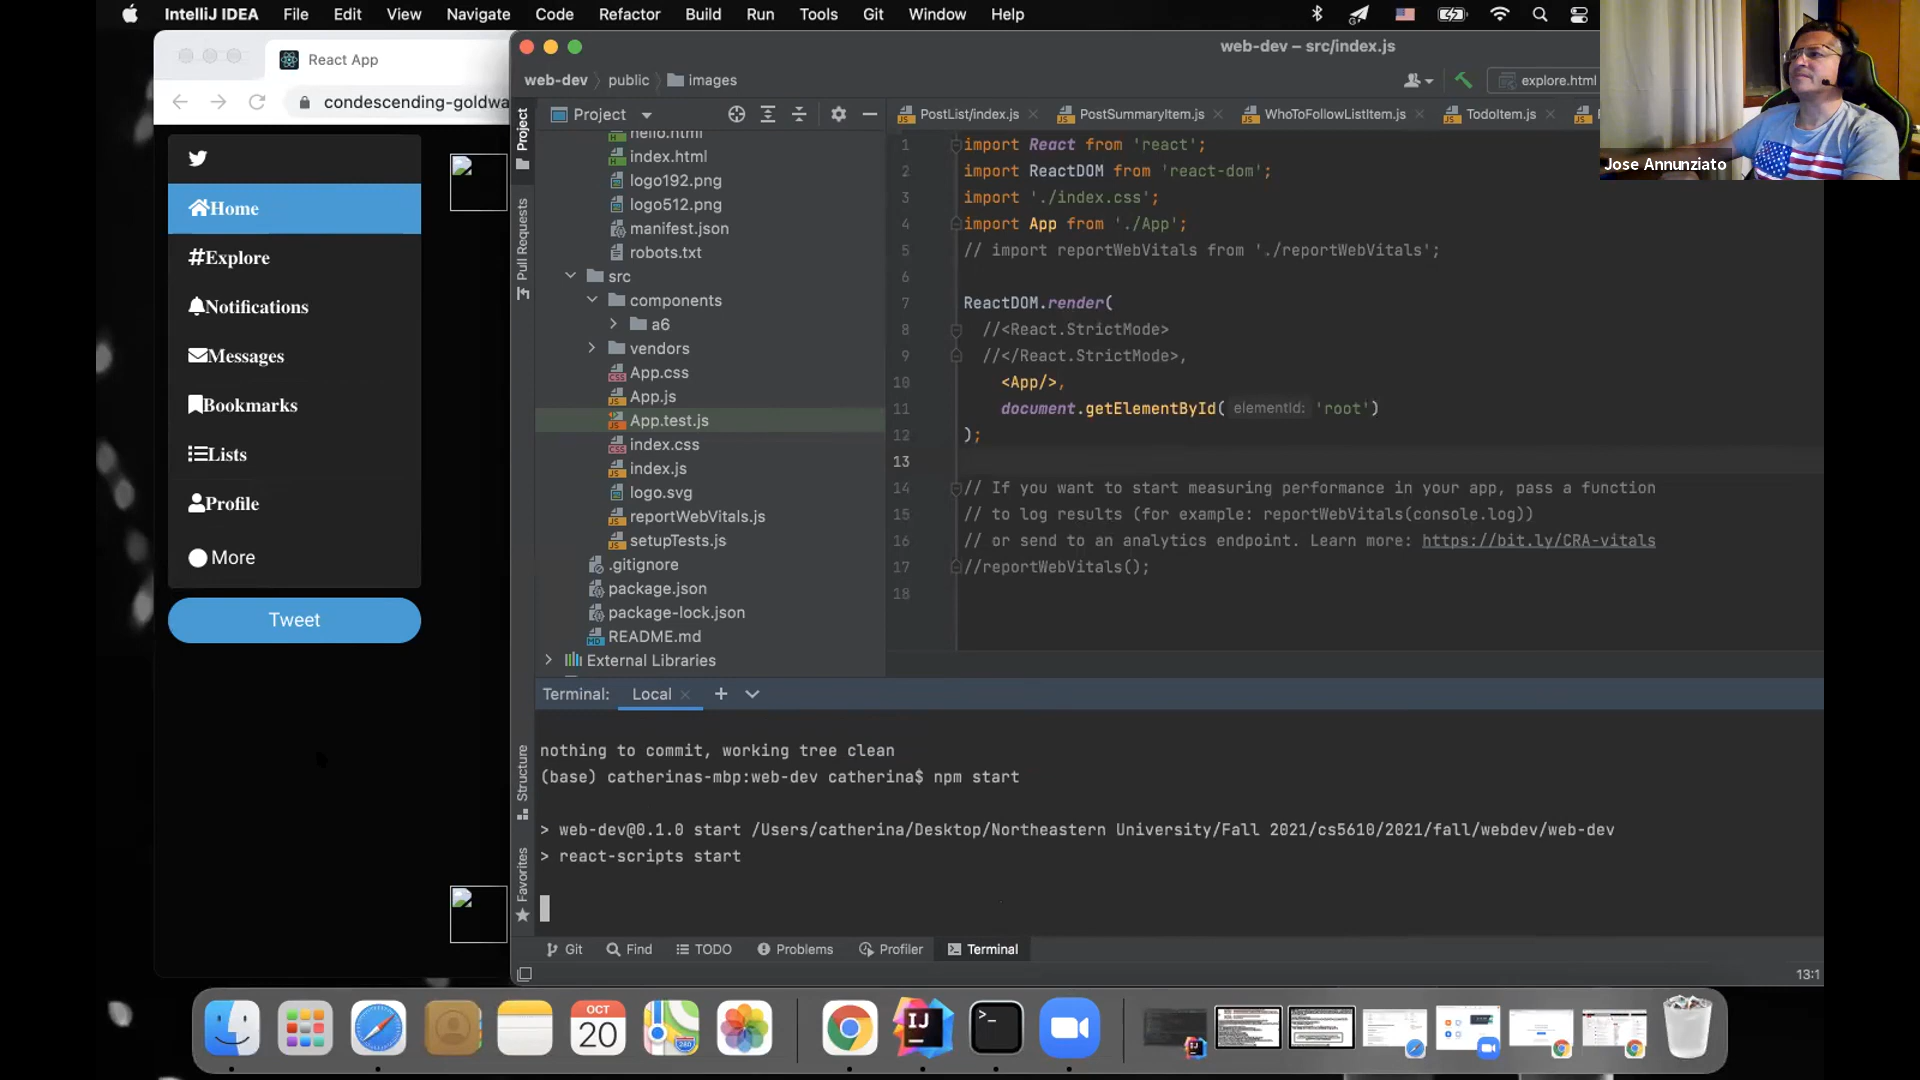 IntelliJ IDEA File Edit View Navigate Code Refactor Build Run Tools Git Window Help
React App
condescending-goldwa
Home
#Explore
Notifications
Messages
Bookmarks
Lists
Profile
More
Tweet
web-dev – src/index.js
web-dev public images explore.html
Project
PostList/index.js PostSummaryItem.js WhoToFollowListItem.js TodoItem.js
Jose Annunziato
Project
Pull Requests
Structure
Favorites
hello.html
index.html
logo192.png
logo512.png
manifest.json
robots.txt
src
components
a6
vendors
App.css
App.js
App.test.js
index.css
index.js
logo.svg
reportWebVitals.js
setupTests.js
.gitignore
package.json
package-lock.json
README.md
External Libraries
1 import React from 'react';
2 import ReactDOM from 'react-dom';
3 import './index.css';
4 import App from './App';
5 // import reportWebVitals from './reportWebVitals';
6
7 ReactDOM.render(
8 //<React.StrictMode>
9 //</React.StrictMode>,
10 <App/>,
11 document.getElementById( elementId: 'root')
12 );
13
14 // If you want to start measuring performance in your app, pass a function
15 // to log results (for example: reportWebVitals(console.log))
16 // or send to an analytics endpoint. Learn more: https://bit.ly/CRA-vitals
17 //reportWebVitals();
18
Terminal: Local
nothing to commit, working tree clean
(base) catherinas-mbp:web-dev catherina$ npm start
> web-dev@0.1.0 start /Users/catherina/Desktop/Northeastern University/Fall 2021/cs5610/2021/fall/webdev/web-dev
> react-scripts start
Git Find TODO Problems Profiler Terminal
13:1
OCT
20
280
IJ
>_